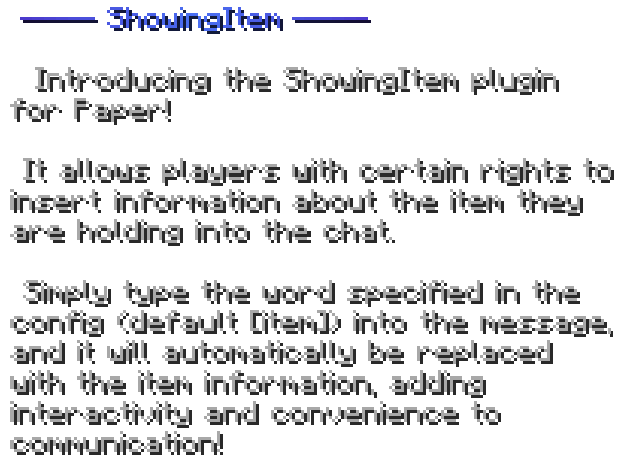 ShowingItem
Introducing the ShowingItem plugin
for Paper!
It allows players with certain rights to
insert information about the item they
are holding into the chat.
Simply type the word specified in the
config (default [item]) into the message,
and it will automatically be replaced
with the item information, adding
interactivity and convenience to
communication!